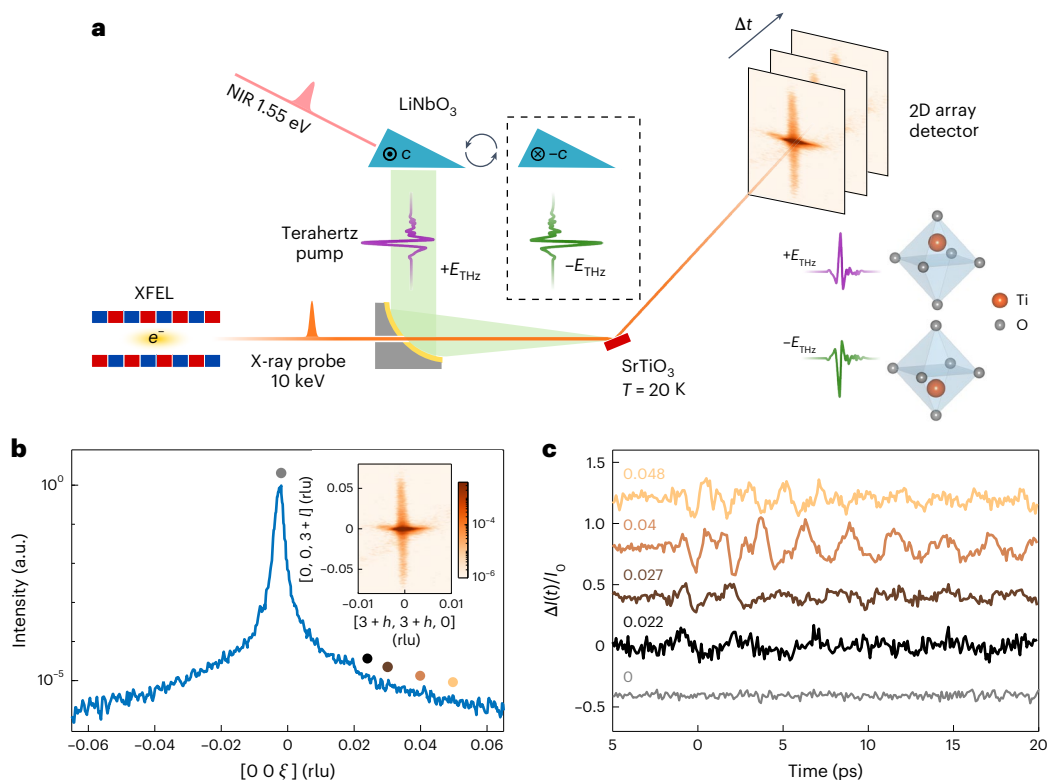 a
Δt
NIR 1.55 eV
LiNbO3
c
−c
2D array
detector
Terahertz
pump
+ETHz
−ETHz
+ETHz
−ETHz
Ti
O
XFEL
e−
X-ray probe
10 keV
SrTiO3
T = 20 K
b
Intensity (a.u.)
10^0
10^−5
−0.06
−0.04
−0.02
0
0.02
0.04
0.06
[0 0 ξ ] (rlu)
[0, 0, 3 + l] (rlu)
0.05
0
−0.05
−0.01
0
0.01
[3 + h, 3 + h, 0]
(rlu)
10^−4
10^−6
c
ΔI(t)/I0
1.5
1.0
0.5
0
−0.5
0.048
0.04
0.027
0.022
0
5
0
5
10
15
20
Time (ps)